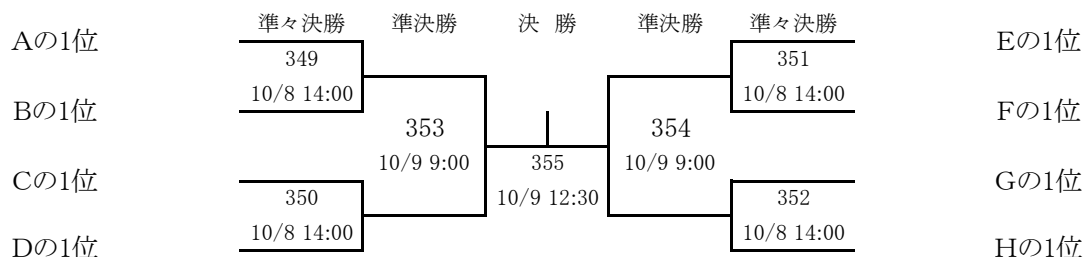 準々決勝 準決勝 決 勝 準決勝 準々決勝
Aの1位 Eの1位
349 351
10/8 14:00 10/8 14:00
Bの1位 Fの1位
353 354
10/9 9:00 355 10/9 9:00
Cの1位 Gの1位
350 10/9 12:30 352
10/8 14:00 10/8 14:00
Dの1位 Hの1位